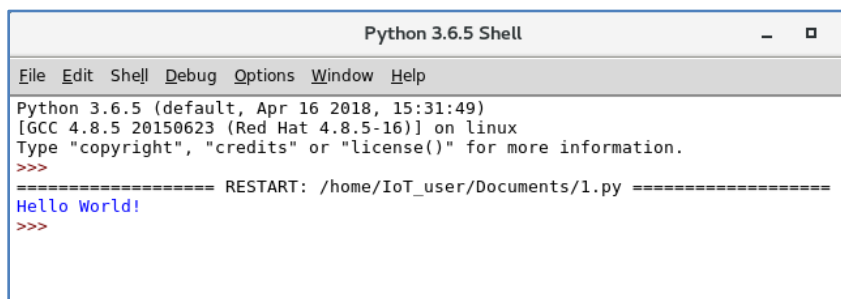 Python 3.6.5 Shell
File Edit Shell Debug Options Window Help
Python 3.6.5 (default, Apr 16 2018, 15:31:49)
[GCC 4.8.5 20150623 (Red Hat 4.8.5-16)] on linux
Type "copyright", "credits" or "license()" for more information.
>>>
=================== RESTART: /home/IoT_user/Documents/1.py ===================
Hello World!
>>>